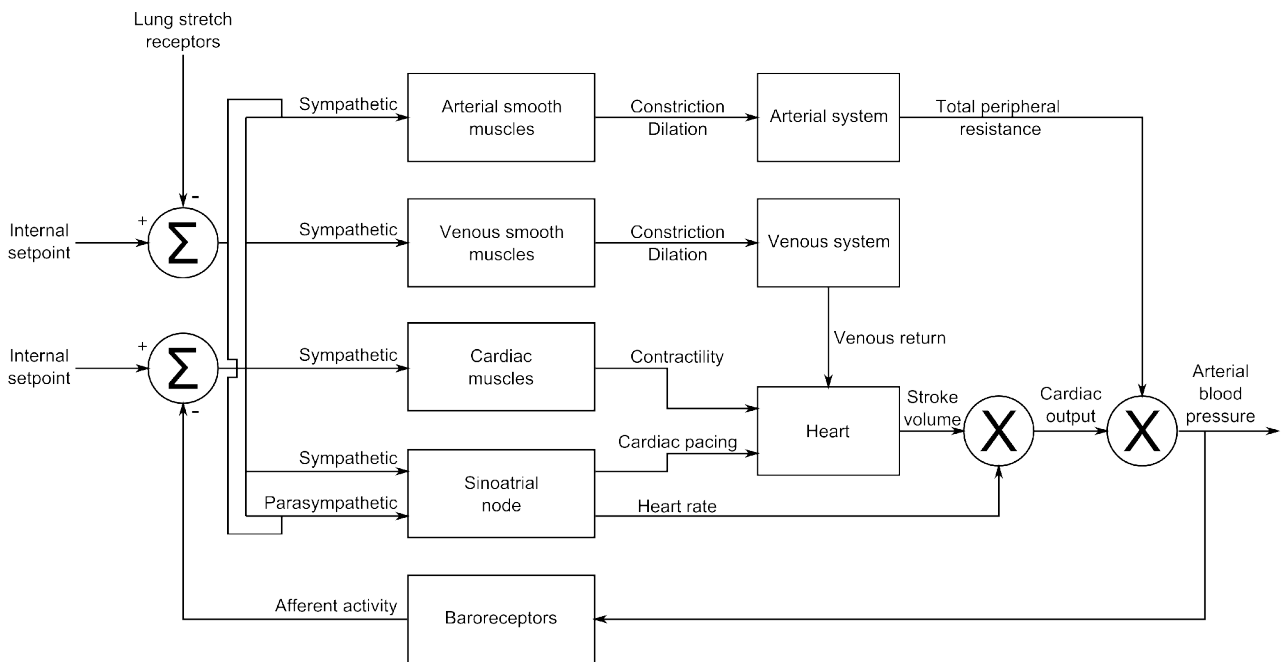 Lung stretch
receptors
-
+
Internal
setpoint
Σ
Sympathetic
Arterial smooth
muscles
Constriction
Dilation
Arterial system
Total peripheral
resistance
Sympathetic
Venous smooth
muscles
Constriction
Dilation
Venous system
Venous return
+
Internal
setpoint
Σ
-
Sympathetic
Cardiac
muscles
Contractility
Cardiac pacing
Heart
Stroke
volume
X
Cardiac
output
X
Arterial
blood
pressure
Sympathetic
Parasympathetic
Sinoatrial
node
Heart rate
Afferent activity
Baroreceptors